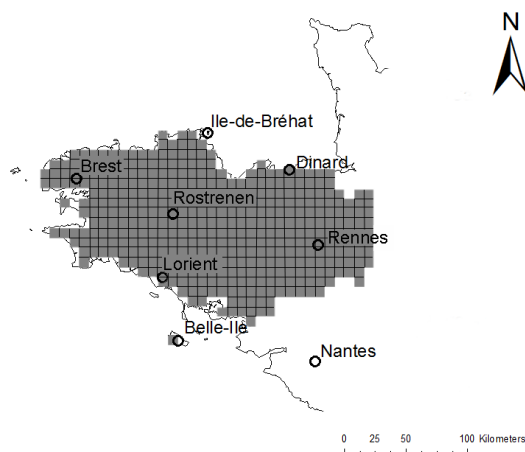 N
Ile-de-Bréhat
Brest
Dinard
Rostrenen
Rennes
Lorient
Belle-Ile
Nantes
0 25 50 100 Kilometers